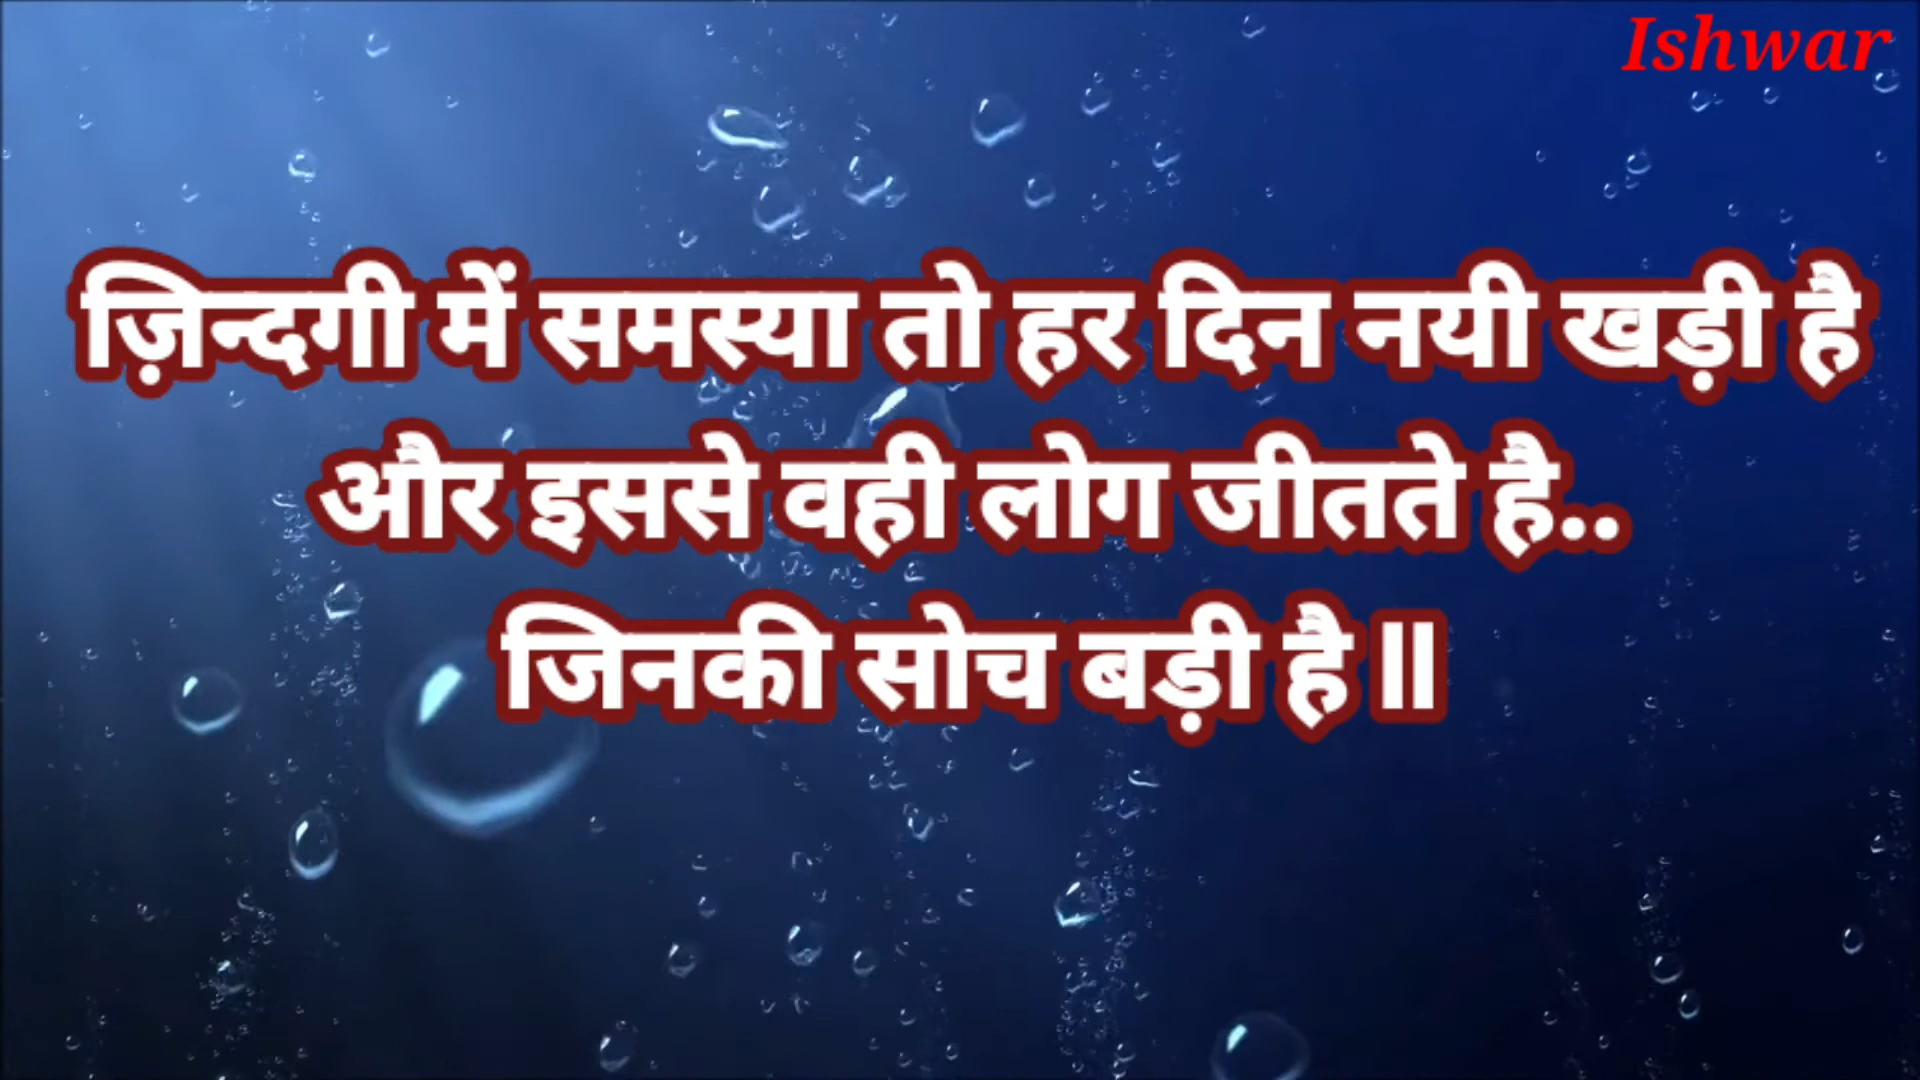 Ishwar
ज़िन्दगी में समस्या तो हर दिन नयी खड़ी है
और इससे वही लोग जीतते है..
जिनकी सोच बड़ी है॥